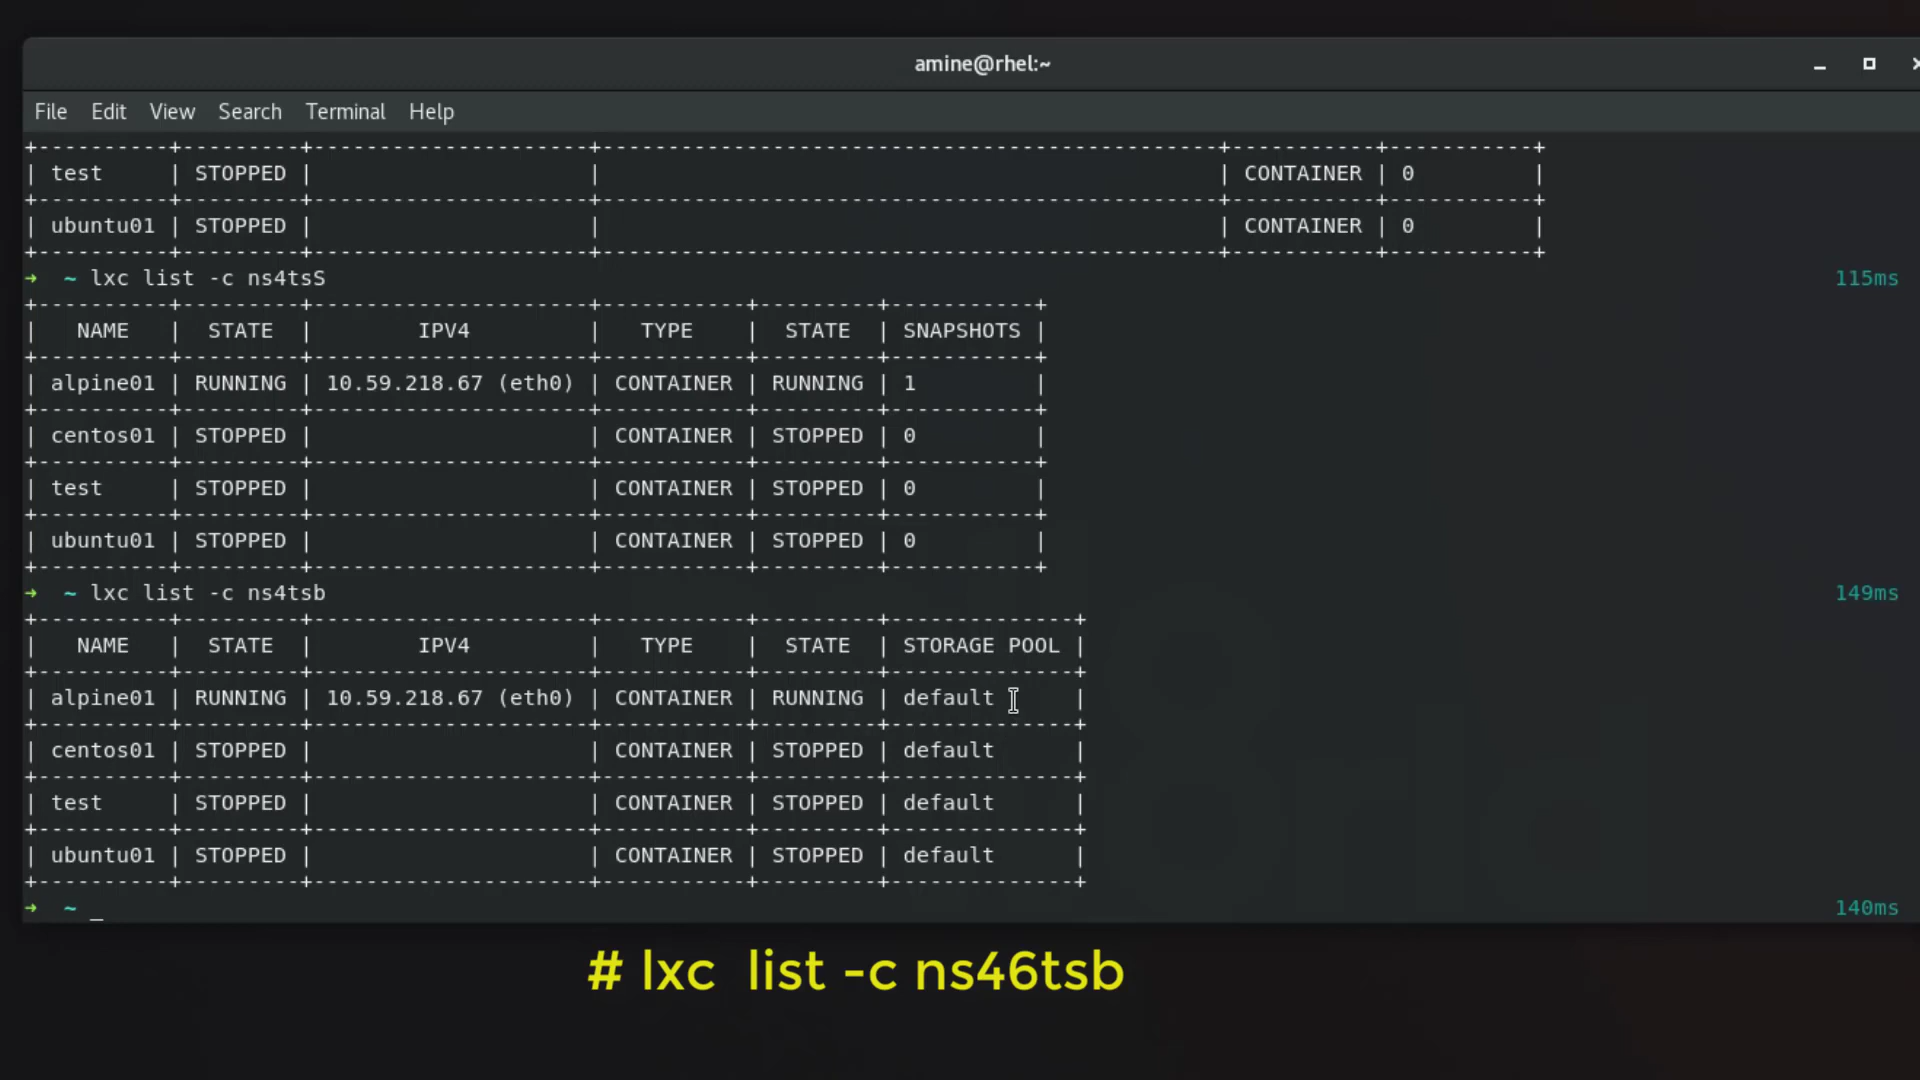 amine@rhel:~
File Edit View Search Terminal Help
+----------+---------+----------------------+-----------------------------------------------+-----------+-----------+
| test     | STOPPED |                      |                                               | CONTAINER | 0         |
+----------+---------+----------------------+-----------------------------------------------+-----------+-----------+
| ubuntu01 | STOPPED |                      |                                               | CONTAINER | 0         |
+----------+---------+----------------------+-----------------------------------------------+-----------+-----------+
➜  ~ lxc list -c ns4tsS 115ms
+----------+---------+---------------------+-----------+---------+-----------+
|   NAME   |  STATE  |        IPV4         |   TYPE    |  STATE  | SNAPSHOTS |
+----------+---------+---------------------+-----------+---------+-----------+
| alpine01 | RUNNING | 10.59.218.67 (eth0) | CONTAINER | RUNNING | 1         |
+----------+---------+---------------------+-----------+---------+-----------+
| centos01 | STOPPED |                     | CONTAINER | STOPPED | 0         |
+----------+---------+---------------------+-----------+---------+-----------+
| test     | STOPPED |                     | CONTAINER | STOPPED | 0         |
+----------+---------+---------------------+-----------+---------+-----------+
| ubuntu01 | STOPPED |                     | CONTAINER | STOPPED | 0         |
+----------+---------+---------------------+-----------+---------+-----------+
➜  ~ lxc list -c ns4tsb 149ms
+----------+---------+---------------------+-----------+---------+--------------+
|   NAME   |  STATE  |        IPV4         |   TYPE    |  STATE  | STORAGE POOL |
+----------+---------+---------------------+-----------+---------+--------------+
| alpine01 | RUNNING | 10.59.218.67 (eth0) | CONTAINER | RUNNING | default      |
+----------+---------+---------------------+-----------+---------+--------------+
| centos01 | STOPPED |                     | CONTAINER | STOPPED | default      |
+----------+---------+---------------------+-----------+---------+--------------+
| test     | STOPPED |                     | CONTAINER | STOPPED | default      |
+----------+---------+---------------------+-----------+---------+--------------+
| ubuntu01 | STOPPED |                     | CONTAINER | STOPPED | default      |
+----------+---------+---------------------+-----------+---------+--------------+
➜  ~ _ 140ms
# lxc  list -c ns46tsb